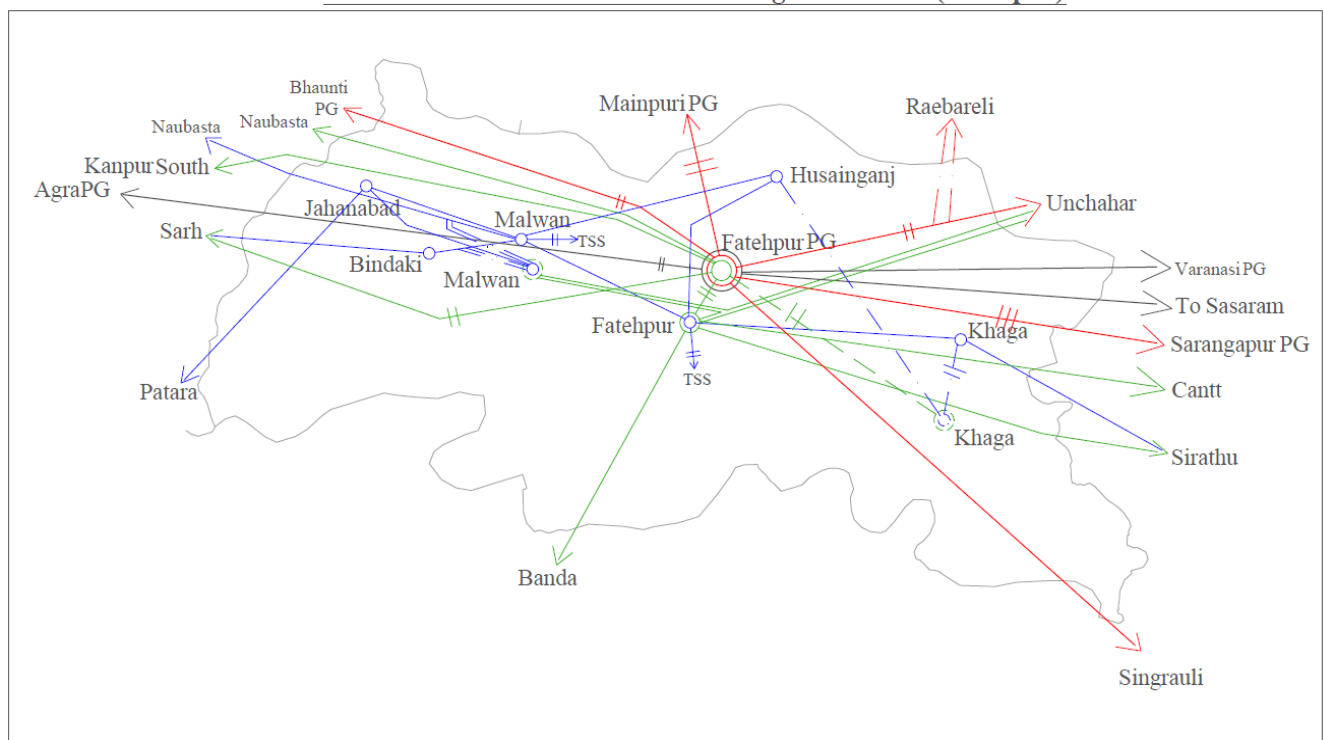 Bhaunti
PG
Mainpuri PG
Raebareli
Naubasta
Naubasta
Kanpur South
Husainganj
AgraPG
Jahanabad
Unchahar
Malwan
Sarh
TSS
Fatehpur PG
Bindaki
Malwan
Varanasi PG
To Sasaram
Fatehpur
Khaga
Sarangapur PG
TSS
Patara
Cantt
Khaga
Sirathu
Banda
Singrauli